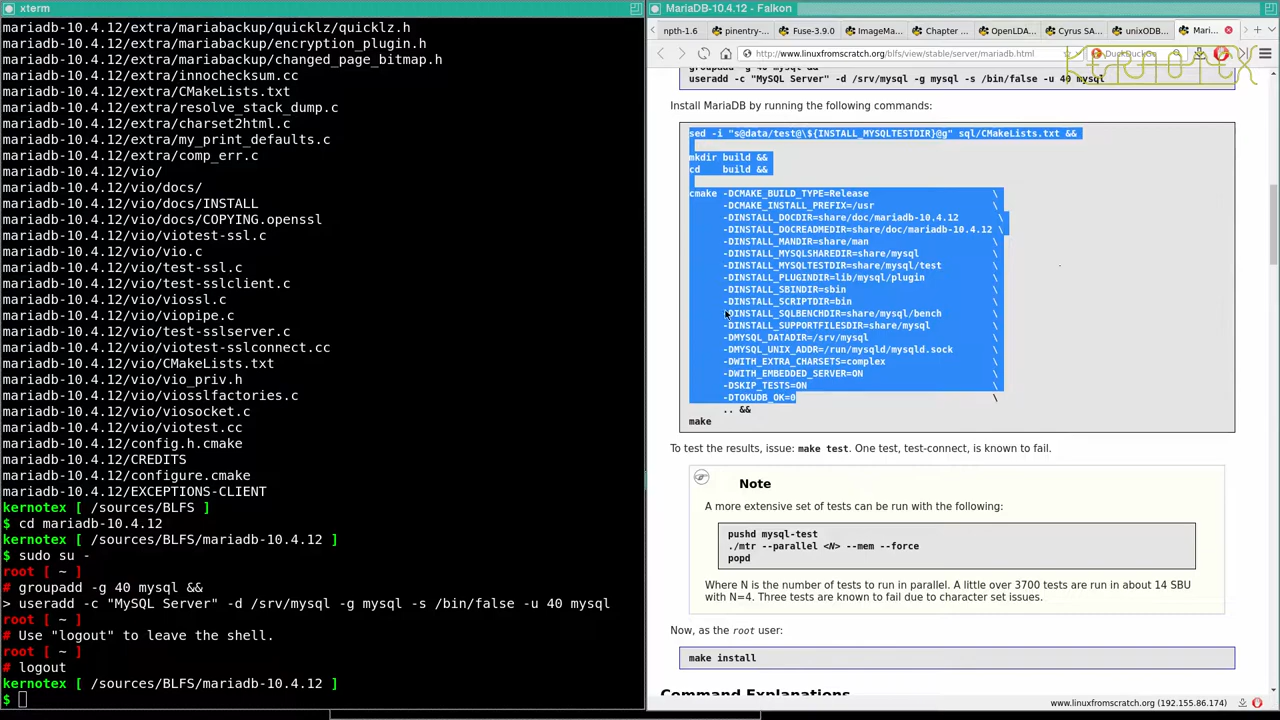 xterm
mariadb-10.4.12/extra/mariabackup/quicklz/quicklz.h
mariadb-10.4.12/extra/mariabackup/encryption_plugin.h
mariadb-10.4.12/extra/mariabackup/changed_page_bitmap.h
mariadb-10.4.12/extra/innochecksum.cc
mariadb-10.4.12/extra/CMakeLists.txt
mariadb-10.4.12/extra/resolve_stack_dump.c
mariadb-10.4.12/extra/charset2html.c
mariadb-10.4.12/extra/my_print_defaults.c
mariadb-10.4.12/extra/comp_err.c
mariadb-10.4.12/vio/
mariadb-10.4.12/vio/docs/
mariadb-10.4.12/vio/docs/INSTALL
mariadb-10.4.12/vio/docs/COPYING.openssl
mariadb-10.4.12/vio/viotest-ssl.c
mariadb-10.4.12/vio/vio.c
mariadb-10.4.12/vio/test-ssl.c
mariadb-10.4.12/vio/test-sslclient.c
mariadb-10.4.12/vio/viossl.c
mariadb-10.4.12/vio/viopipe.c
mariadb-10.4.12/vio/test-sslserver.c
mariadb-10.4.12/vio/viotest-sslconnect.cc
mariadb-10.4.12/vio/CMakeLists.txt
mariadb-10.4.12/vio/vio_priv.h
mariadb-10.4.12/vio/viosslfactories.c
mariadb-10.4.12/vio/viosocket.c
mariadb-10.4.12/vio/viotest.cc
mariadb-10.4.12/config.h.cmake
mariadb-10.4.12/CREDITS
mariadb-10.4.12/configure.cmake
mariadb-10.4.12/EXCEPTIONS-CLIENT
kernotex [ /sources/BLFS ]
$ cd mariadb-10.4.12
kernotex [ /sources/BLFS/mariadb-10.4.12 ]
$ sudo su -
root [ ~ ]
# groupadd -g 40 mysql &&
> useradd -c "MySQL Server" -d /srv/mysql -g mysql -s /bin/false -u 40 mysql
root [ ~ ]
# Use "logout" to leave the shell.
root [ ~ ]
# logout
kernotex [ /sources/BLFS/mariadb-10.4.12 ]
$
MariaDB-10.4.12 - Falkon
npth-1.6 pinentry-... Fuse-3.9.0 ImageMa... Chapter ... OpenLDA... Cyrus SA... unixODB... Mari...
http://www.linuxfromscratch.org/blfs/view/stable/server/mariadb.html DuckDuckGo
KERNOTEX
groupadd -g 40 mysql &&
useradd -c "MySQL Server" -d /srv/mysql -g mysql -s /bin/false -u 40 mysql
Install MariaDB by running the following commands:
sed -i "s@data/test@\${INSTALL_MYSQLTESTDIR}@g" sql/CMakeLists.txt &&
mkdir build &&
cd    build &&
cmake -DCMAKE_BUILD_TYPE=Release \
-DCMAKE_INSTALL_PREFIX=/usr \
-DINSTALL_DOCDIR=share/doc/mariadb-10.4.12 \
-DINSTALL_DOCREADMEDIR=share/doc/mariadb-10.4.12 \
-DINSTALL_MANDIR=share/man \
-DINSTALL_MYSQLSHAREDIR=share/mysql \
-DINSTALL_MYSQLTESTDIR=share/mysql/test \
-DINSTALL_PLUGINDIR=lib/mysql/plugin \
-DINSTALL_SBINDIR=sbin \
-DINSTALL_SCRIPTDIR=bin \
-DINSTALL_SQLBENCHDIR=share/mysql/bench \
-DINSTALL_SUPPORTFILESDIR=share/mysql \
-DMYSQL_DATADIR=/srv/mysql \
-DMYSQL_UNIX_ADDR=/run/mysqld/mysqld.sock \
-DWITH_EXTRA_CHARSETS=complex \
-DWITH_EMBEDDED_SERVER=ON \
-DSKIP_TESTS=ON \
-DTOKUDB_OK=0 \
.. &&
make
To test the results, issue: make test. One test, test-connect, is known to fail.
Note
A more extensive set of tests can be run with the following:
pushd mysql-test
./mtr --parallel <N> --mem --force
popd
Where N is the number of tests to run in parallel. A little over 3700 tests are run in about 14 SBU
with N=4. Three tests are known to fail due to character set issues.
Now, as the root user:
make install
Command Explanations
www.linuxfromscratch.org (192.155.86.174)